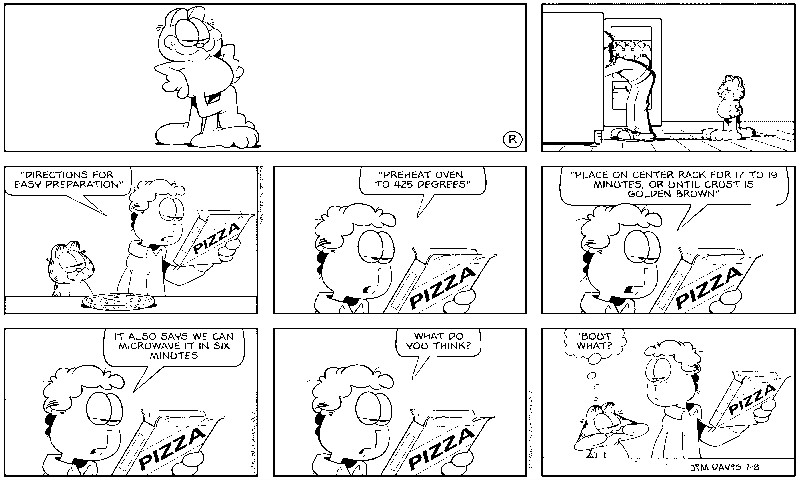 ®
"DIRECTIONS FOR
EASY PREPARATION"
PIZZA
"PREHEAT OVEN
TO 425 DEGREES"
PIZZA
"PLACE ON CENTER RACK FOR 17 TO 19
MINUTES, OR UNTIL CRUST IS
GOLDEN BROWN"
PIZZA
IT ALSO SAYS WE CAN
MICROWAVE IT IN SIX
MINUTES
PIZZA
WHAT DO
YOU THINK?
PIZZA
'BOUT
WHAT?
PIZZA
JIM DAVIS 7-8